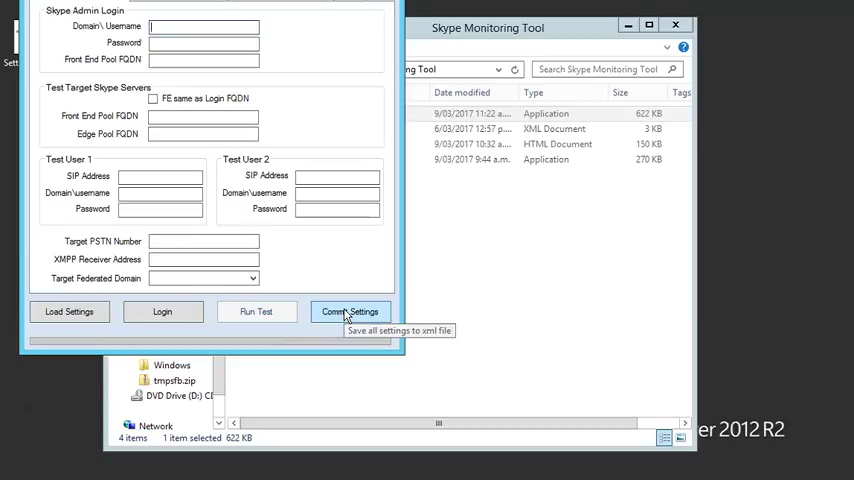 Skype Monitoring Tool
Skype Admin Login
Domain\ Username
Password
Front End Pool FQDN
ng Tool
Search Skype Monitoring Tool
Date modified Type Size Tags
9/03/2017 11:22 a.... Application 622 KB
6/03/2017 12:57 p.... XML Document 3 KB
9/03/2017 10:32 a.... HTML Document 150 KB
9/03/2017 9:44 a.m. Application 270 KB
Test Target Skype Servers
FE same as Login FQDN
Front End Pool FQDN
Edge Pool FQDN
Test User 1 Test User 2
SIP Address SIP Address
Domain\username Domain\username
Password Password
Target PSTN Number
XMPP Receiver Address
Target Federated Domain
Load Settings Login Run Test Commit Settings
Save all settings to xml file
Windows
tmpsfb.zip
DVD Drive (D:) CE
Network
4 items 1 item selected 622 KB
er 2012 R2